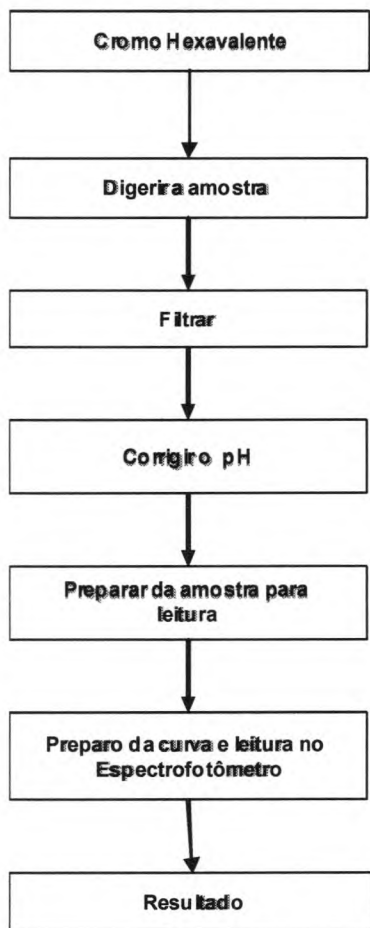 Cromo Hexavalente
Digerir a amostra
Filtrar
Corrigir o pH
Preparar da amostra para
leitura
Preparo da curva e leitura no
Espectrofotômetro
Resultado